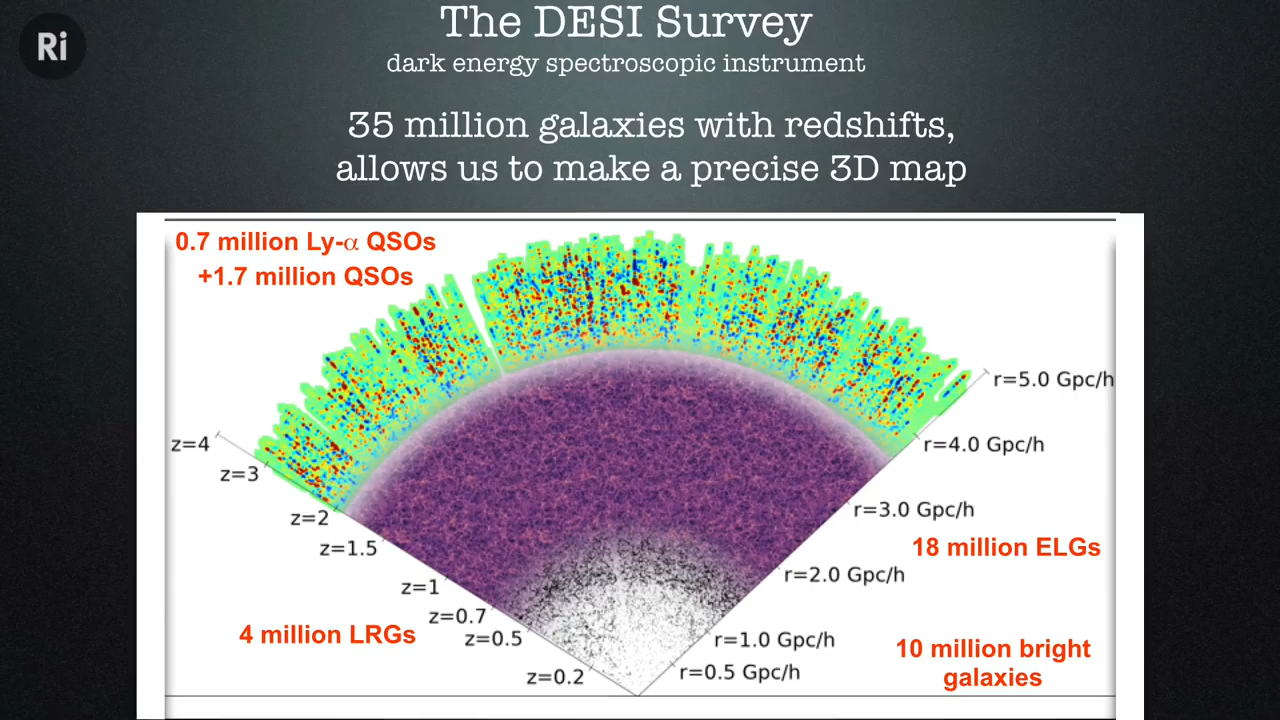 Ri
The DESI Survey
dark energy spectroscopic instrument
35 million galaxies with redshifts,
allows us to make a precise 3D map
0.7 million Ly-α QSOs
+1.7 million QSOs
r=5.0 Gpc/h
z=4
r=4.0 Gpc/h
z=3
r=3.0 Gpc/h
z=2
18 million ELGs
z=1.5
r=2.0 Gpc/h
z=1
z=0.7
4 million LRGs
z=0.5
r=1.0 Gpc/h
10 million bright
galaxies
r=0.5 Gpc/h
z=0.2